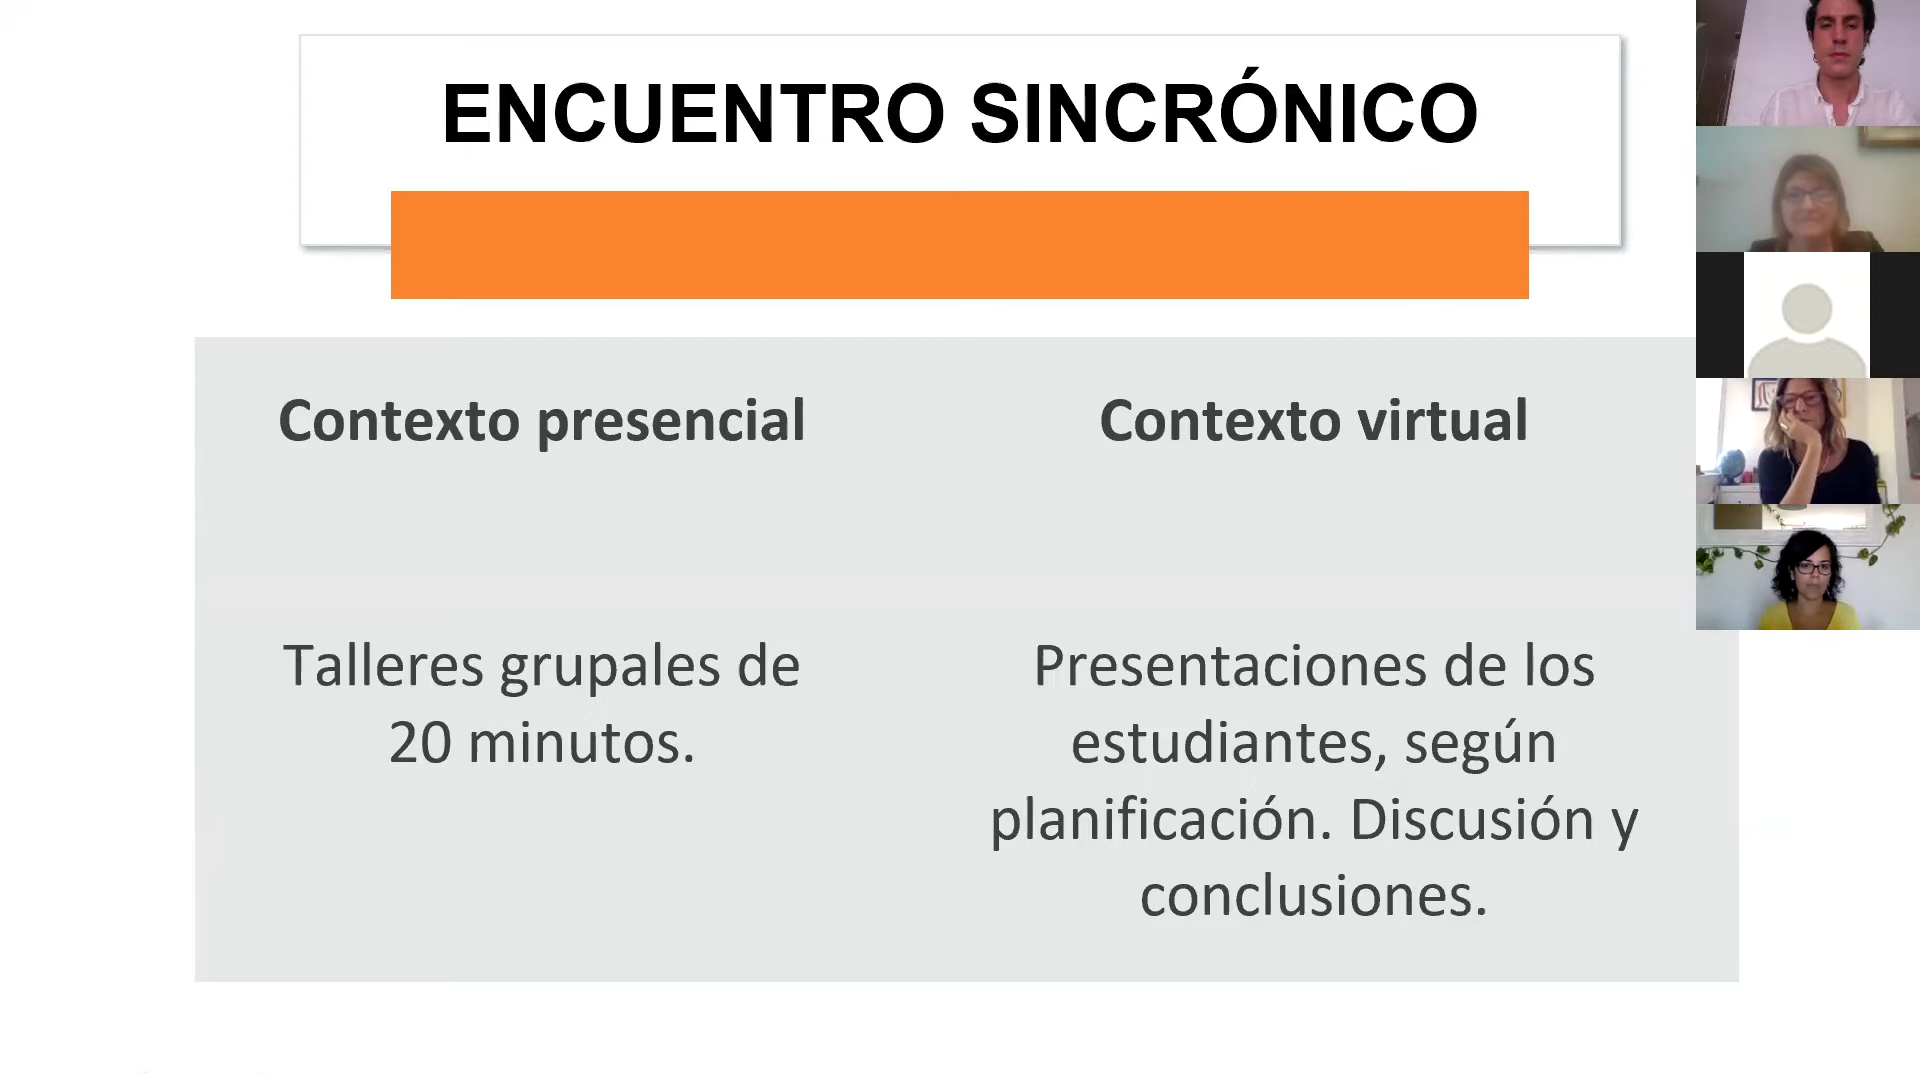 ENCUENTRO SINCRÓNICO
Contexto presencial
Contexto virtual
Talleres grupales de
20 minutos.
Presentaciones de los
estudiantes, según
planificación. Discusión y
conclusiones.